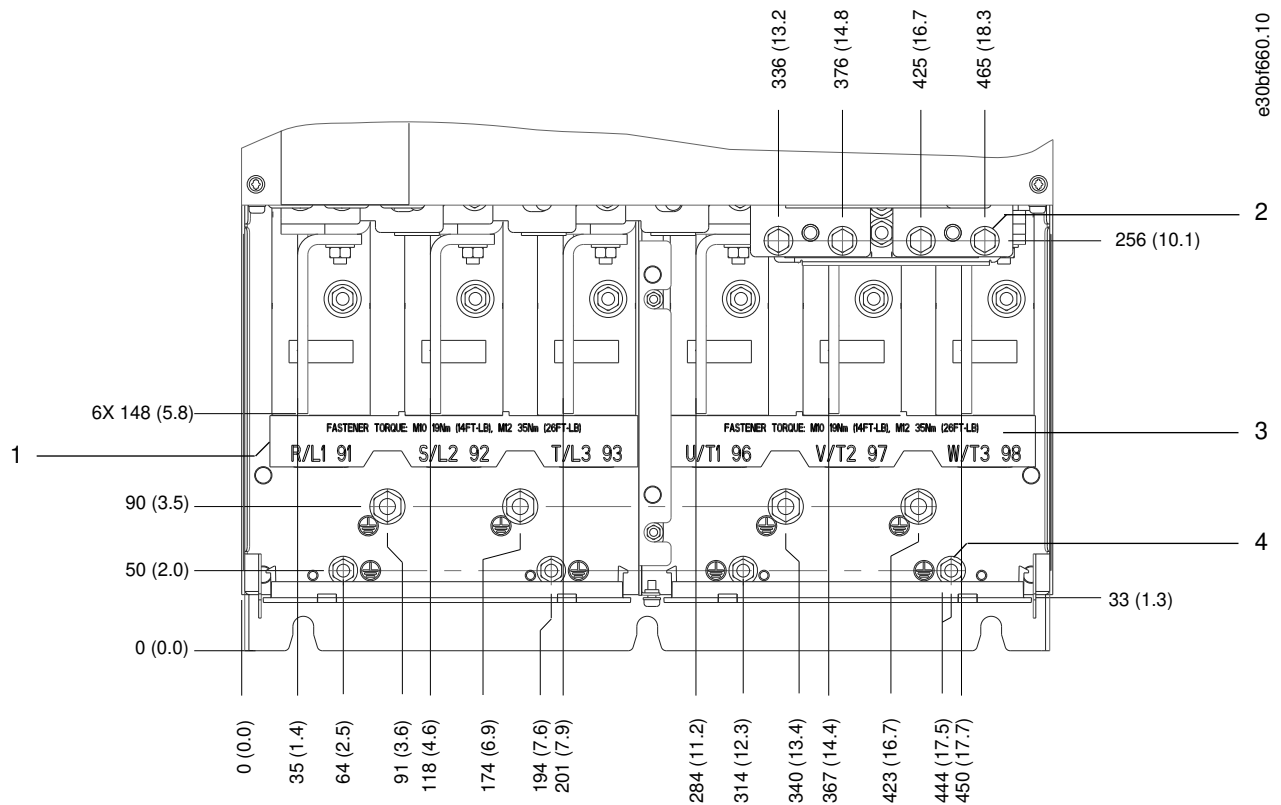 336 (13.2
376 (14.8
425 (16.7
465 (18.3
e30bf660.10
2
256 (10.1)
6X 148 (5.8)
FASTENER TORQUE: M10 19Nm (14FT-LB), M12 35Nm (26FT-LB)
FASTENER TORQUE: M10 19Nm (14FT-LB), M12 35Nm (26FT-LB)
3
1
R/L1 91
S/L2 92
T/L3 93
U/T1 96
V/T2 97
W/T3 98
90 (3.5)
4
50 (2.0)
33 (1.3)
0 (0.0)
0 (0.0)
35 (1.4)
64 (2.5)
91 (3.6)
118 (4.6)
174 (6.9)
194 (7.6)
201 (7.9)
284 (11.2)
314 (12.3)
340 (13.4)
367 (14.4)
423 (16.7)
444 (17.5)
450 (17.7)